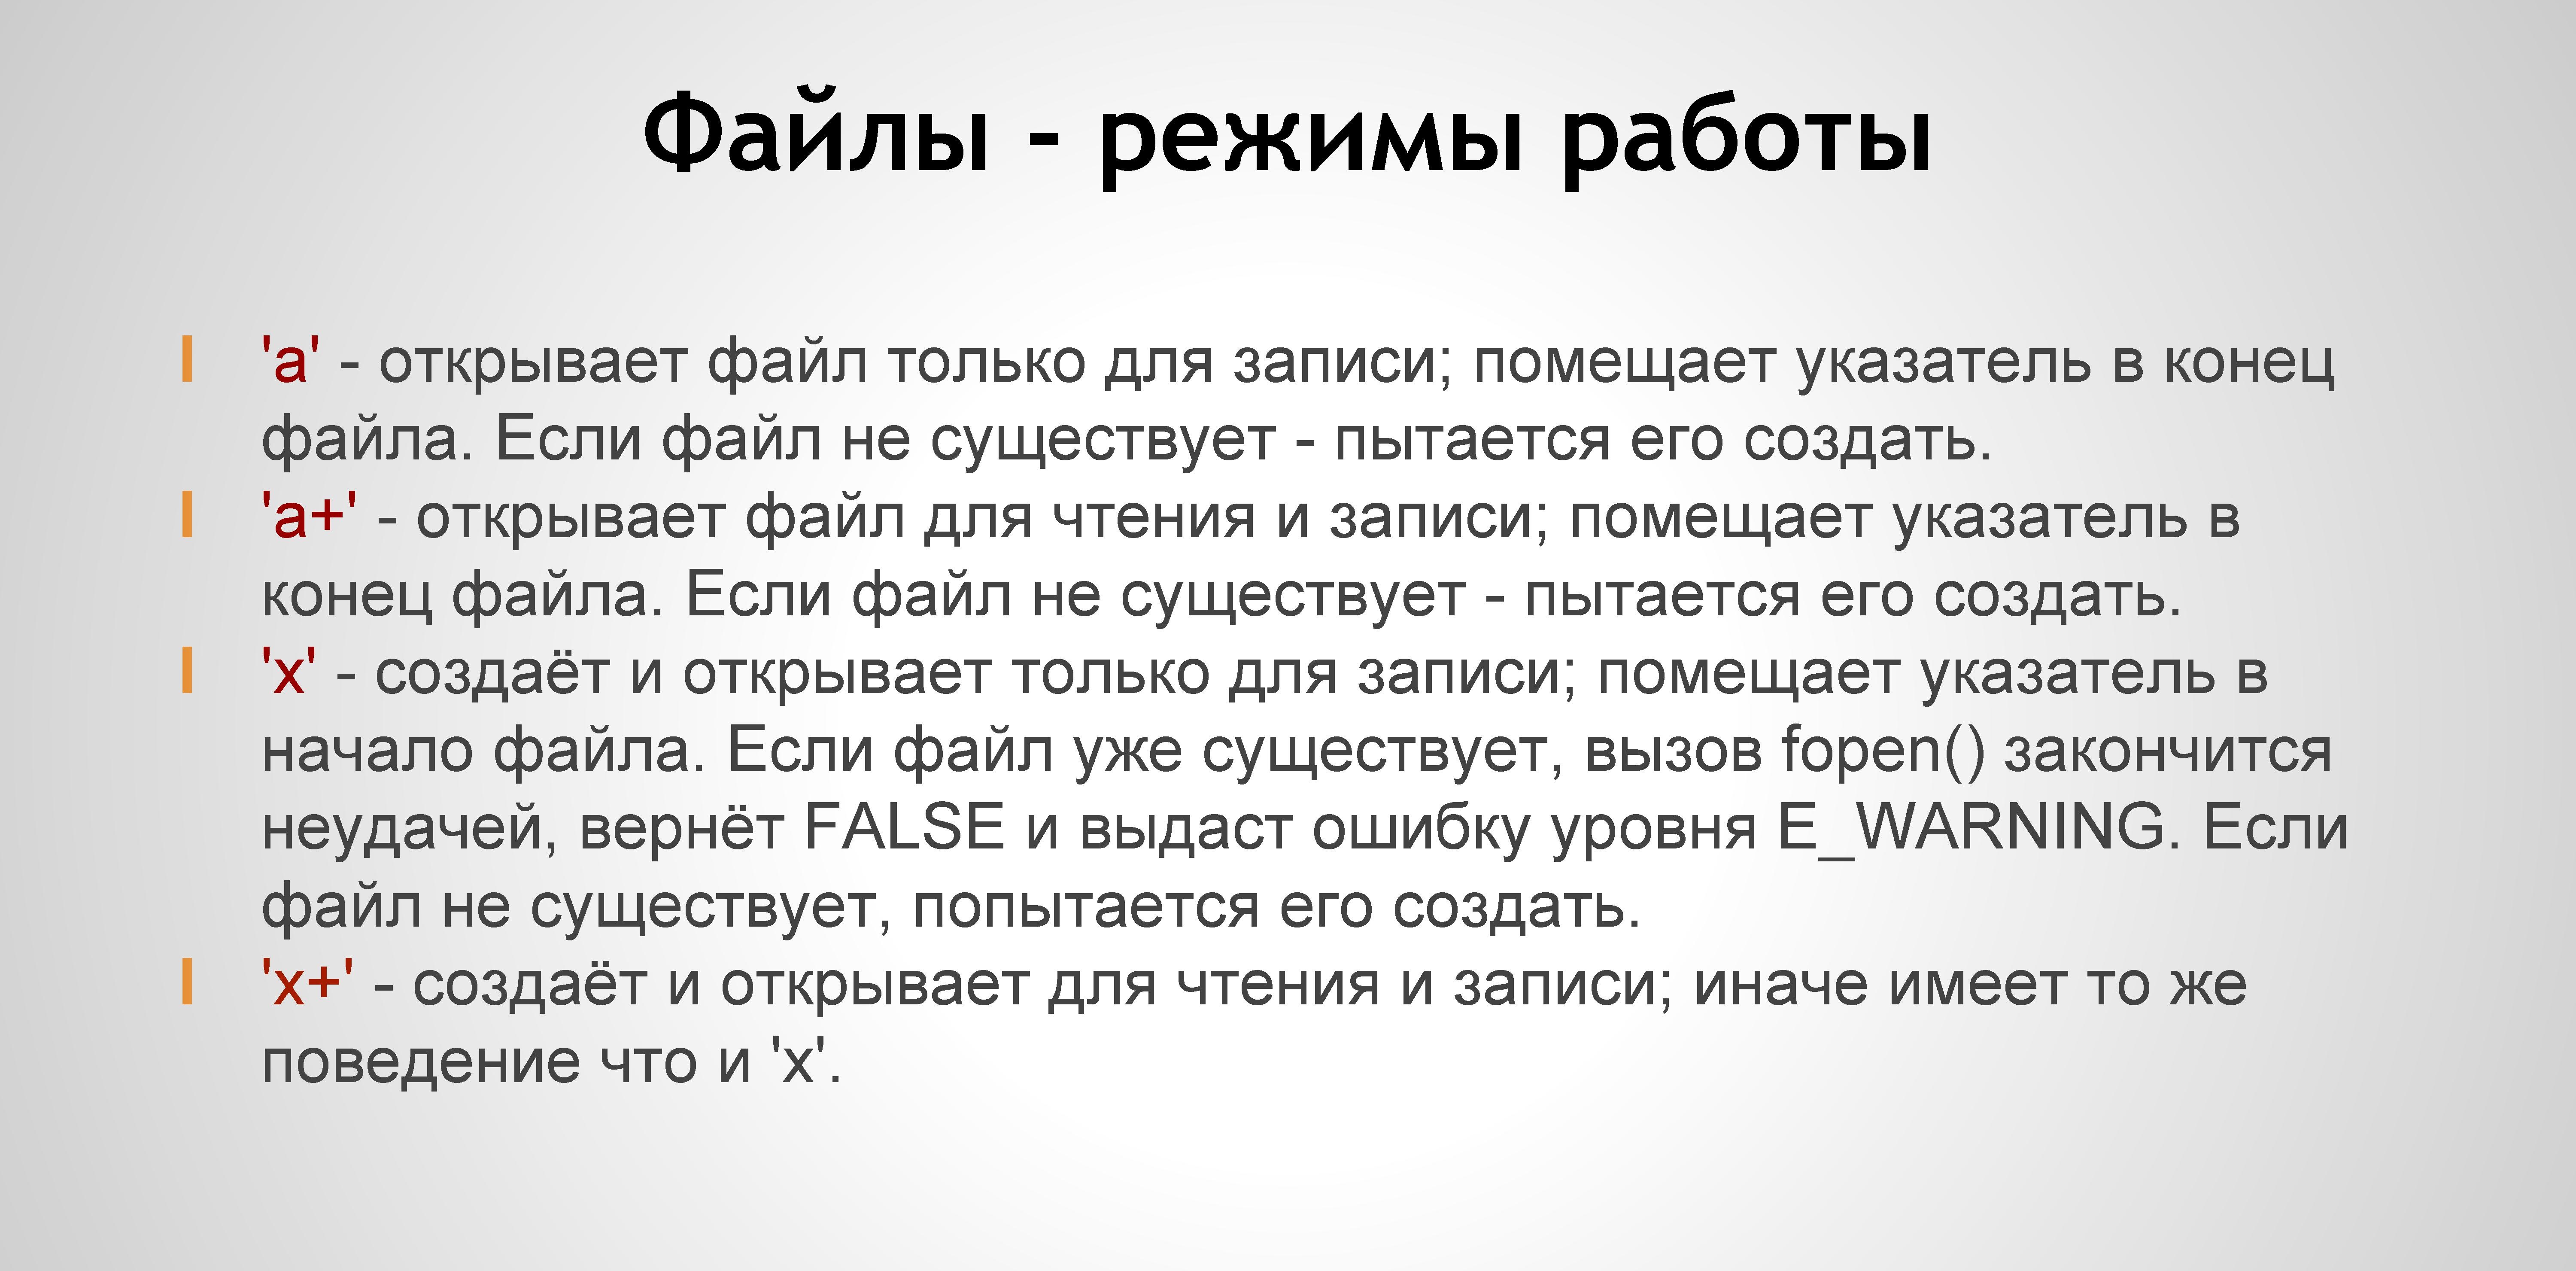 Файлы - режимы работы
'a' - открывает файл только для записи; помещает указатель в конец
файла. Если файл не существует - пытается его создать.
'a+' - открывает файл для чтения и записи; помещает указатель в
конец файла. Если файл не существует - пытается его создать.
'x' - создаёт и открывает только для записи; помещает указатель в
начало файла. Если файл уже существует, вызов fopen() закончится
неудачей, вернёт FALSE и выдаст ошибку уровня E_WARNING. Если
файл не существует, попытается его создать.
'x+' - создаёт и открывает для чтения и записи; иначе имеет то же
поведение что и 'x'.